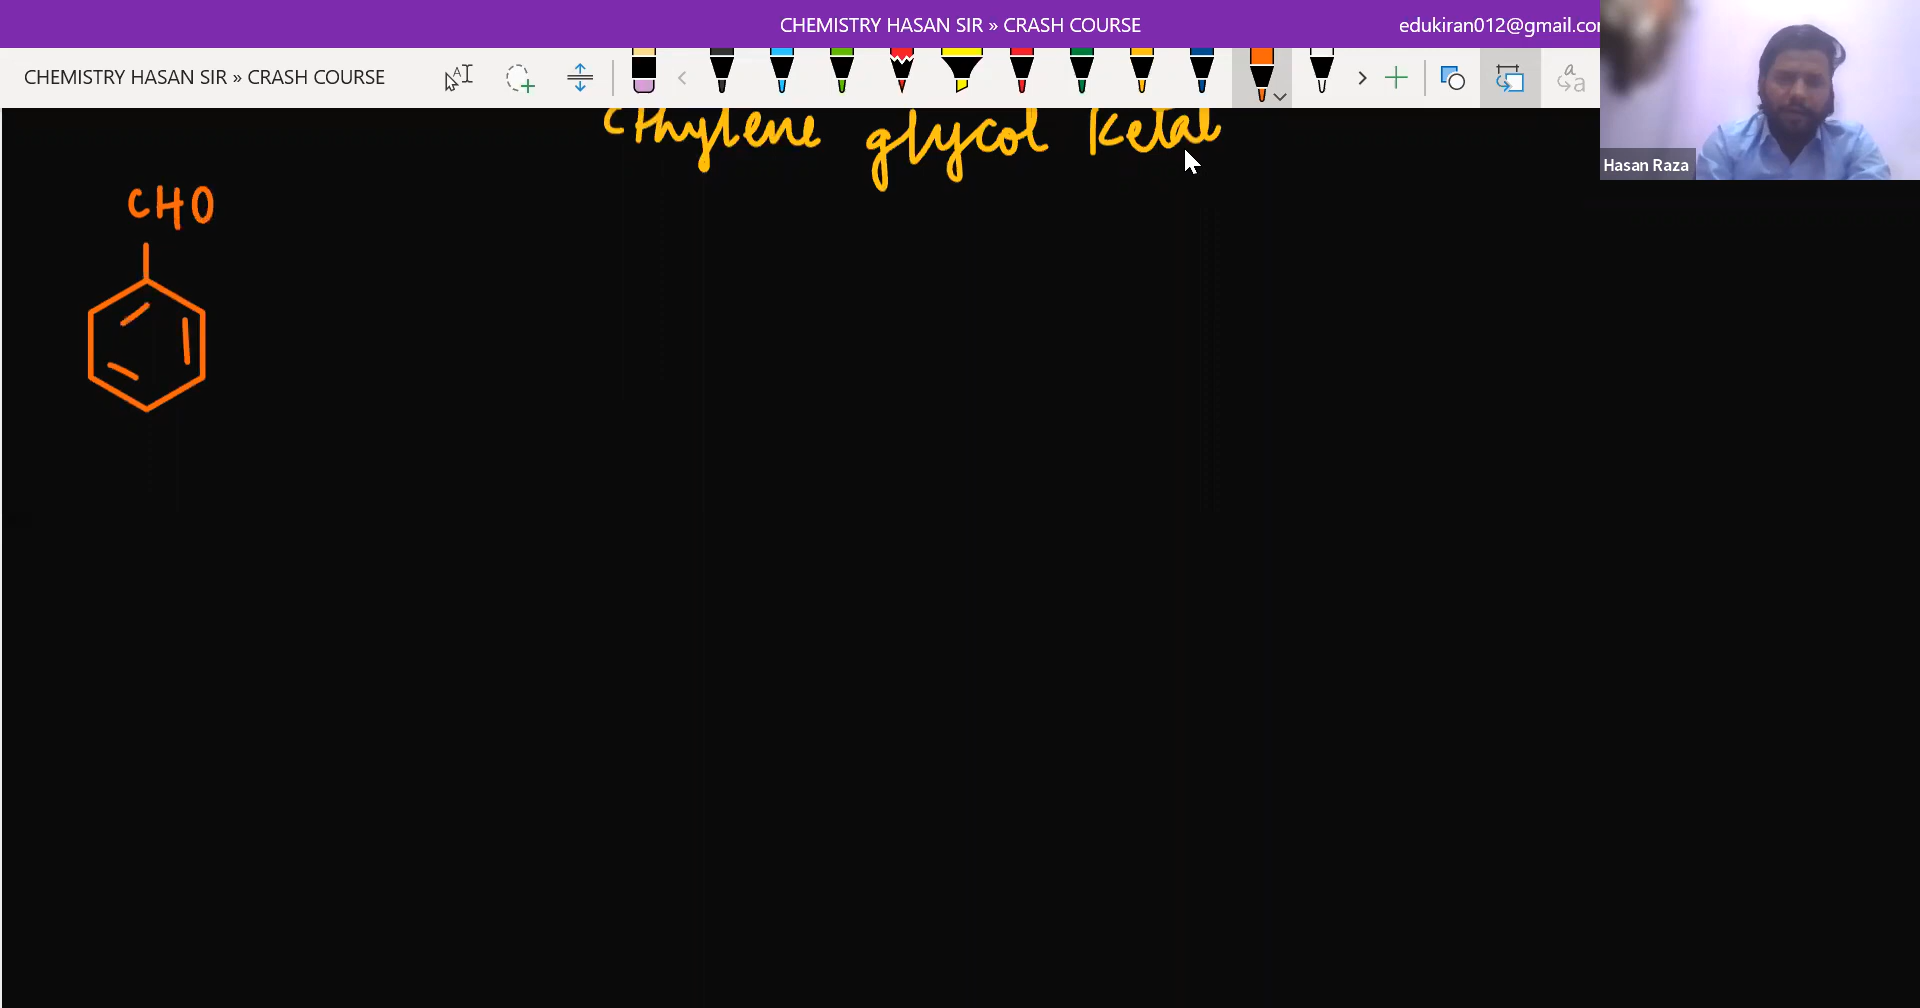 CHEMISTRY HASAN SIR » CRASH COURSE
edukiran012@gmail.co
CHEMISTRY HASAN SIR » CRASH COURSE
Hasan Raza
Ethylene glycol Ketal
CHO